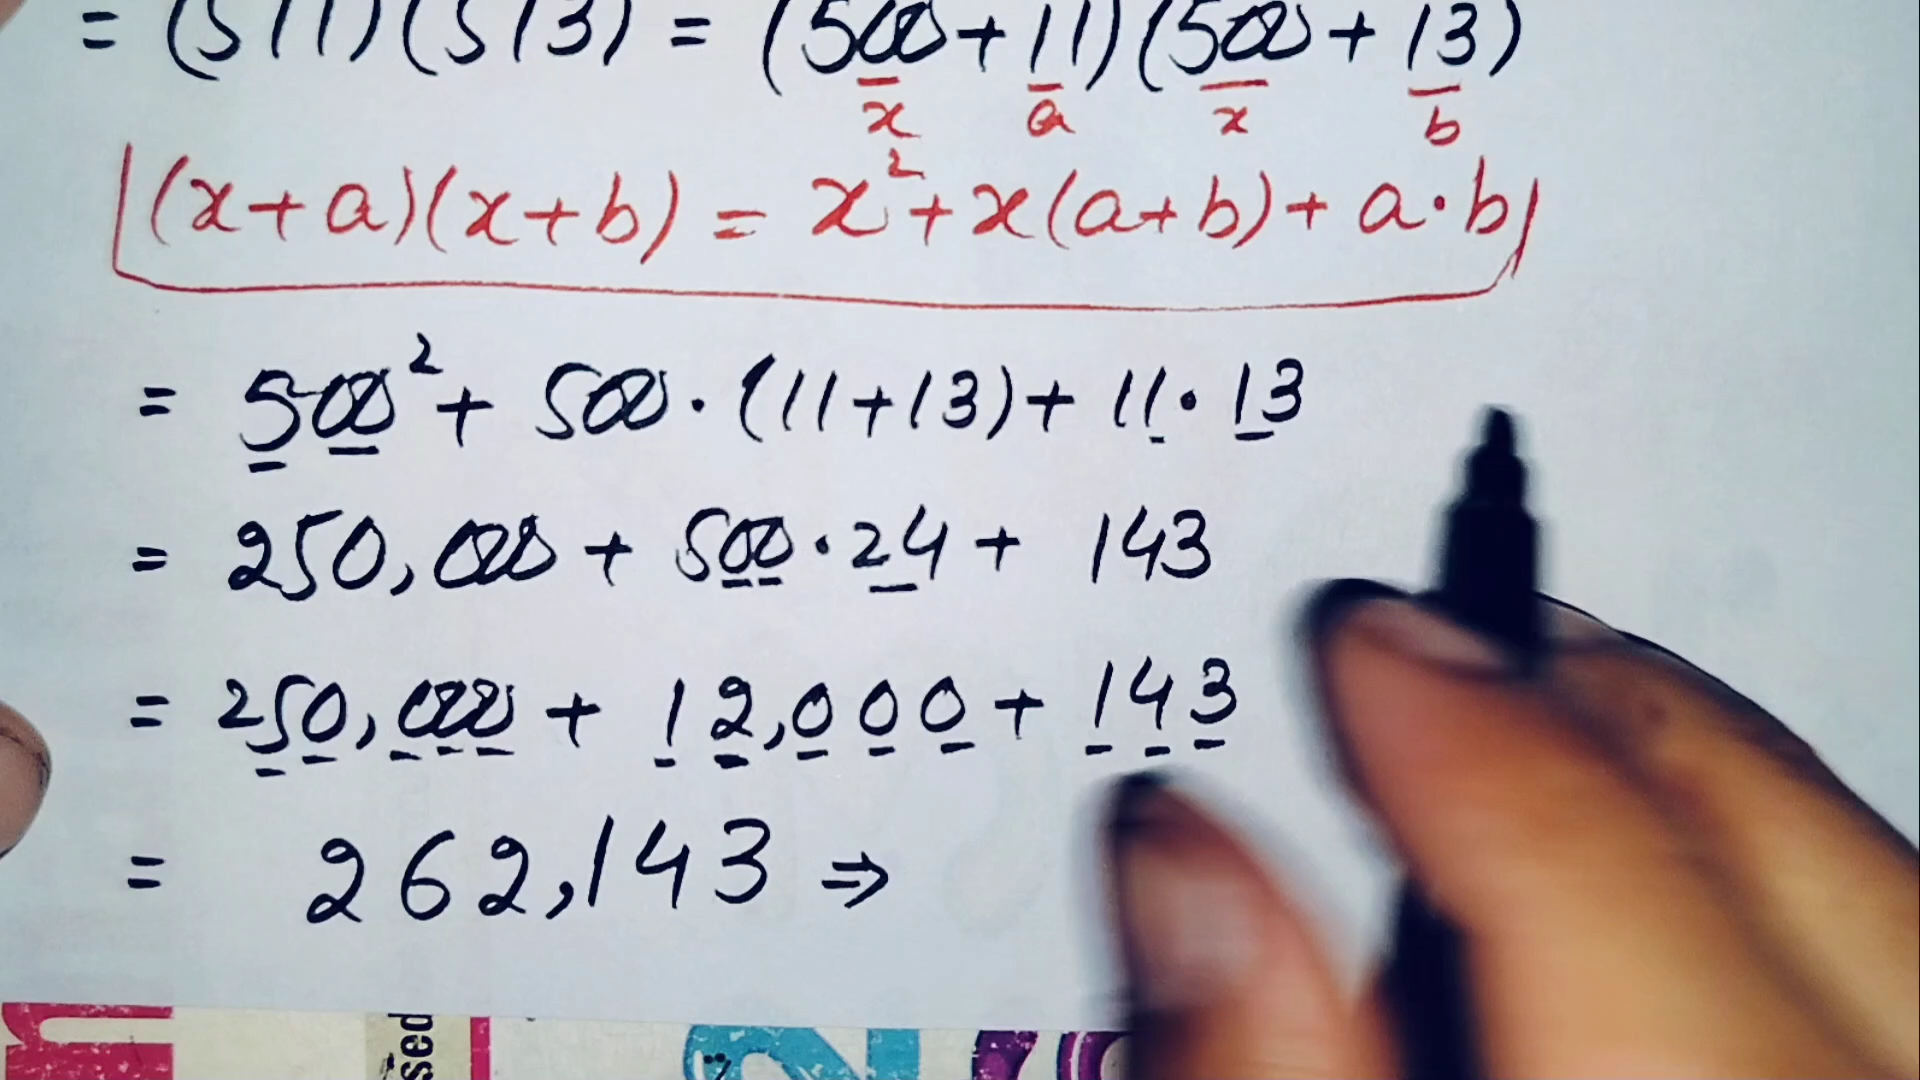 = (511)(513) = (500+11)(500+13)
x a x b
(x+a)(x+b) = x²+x(a+b)+a·b
= 500²+ 500·(11+13)+11·13
= 250,000+ 500·24+ 143
= 250,000+ 12,000+143
= 262,143 ⇒
sed